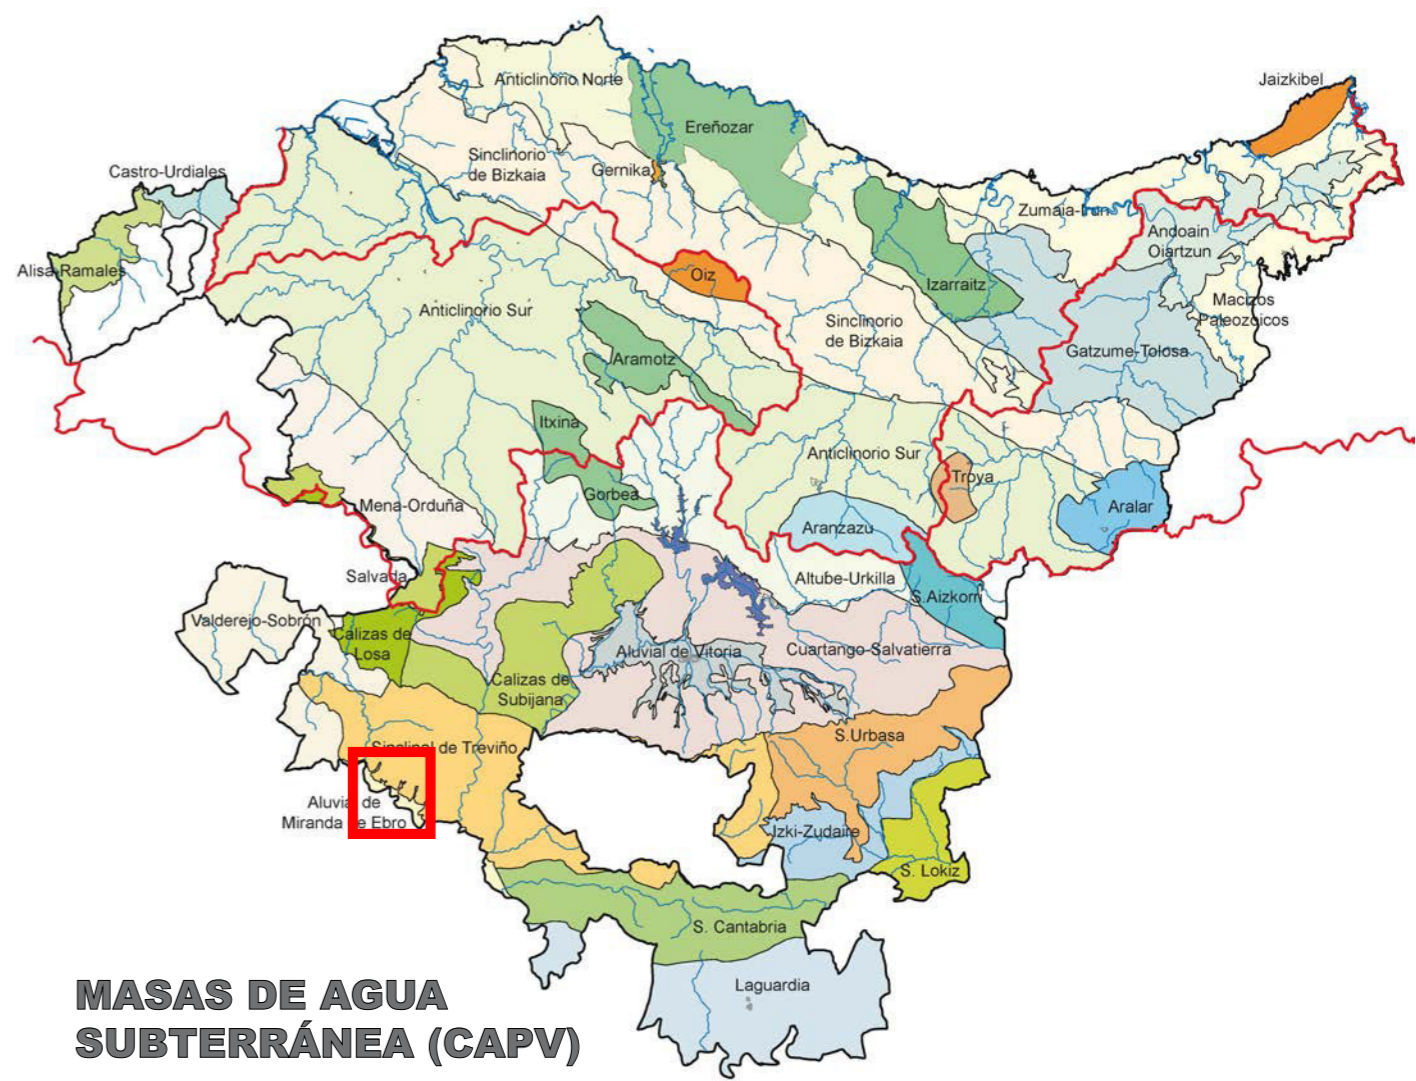 Jaizkibel
Anticlinorio Norte
Ereñozar
Sinclinorio
de Bizkaia
Gernika
Castro-Urdiales
Zumaia-Irun
Andoain
Oiartzun
Alisa-Ramales
Oiz
Izarraitz
Macizos
Paleozoicos
Anticlinorio Sur
Sinclinorio
de Bizkaia
Gatzume-Tolosa
Aramotz
Itxina
Anticlinorio Sur
Troya
Mena-Orduña
Gorbea
Aralar
Aranzazu
Salvada
Altube-Urkilla
S.Aizkorri
Valderejo-Sobrón
Calizas de
Losa
Aluvial de Vitoria
Cuartango-Salvatierra
Calizas de
Subijana
Sinclinal de Treviño
S.Urbasa
Aluvial de
Miranda de Ebro
Izki-Zudaire
S. Lokiz
S. Cantabria
Laguardia
MASAS DE AGUA
SUBTERRÁNEA (CAPV)